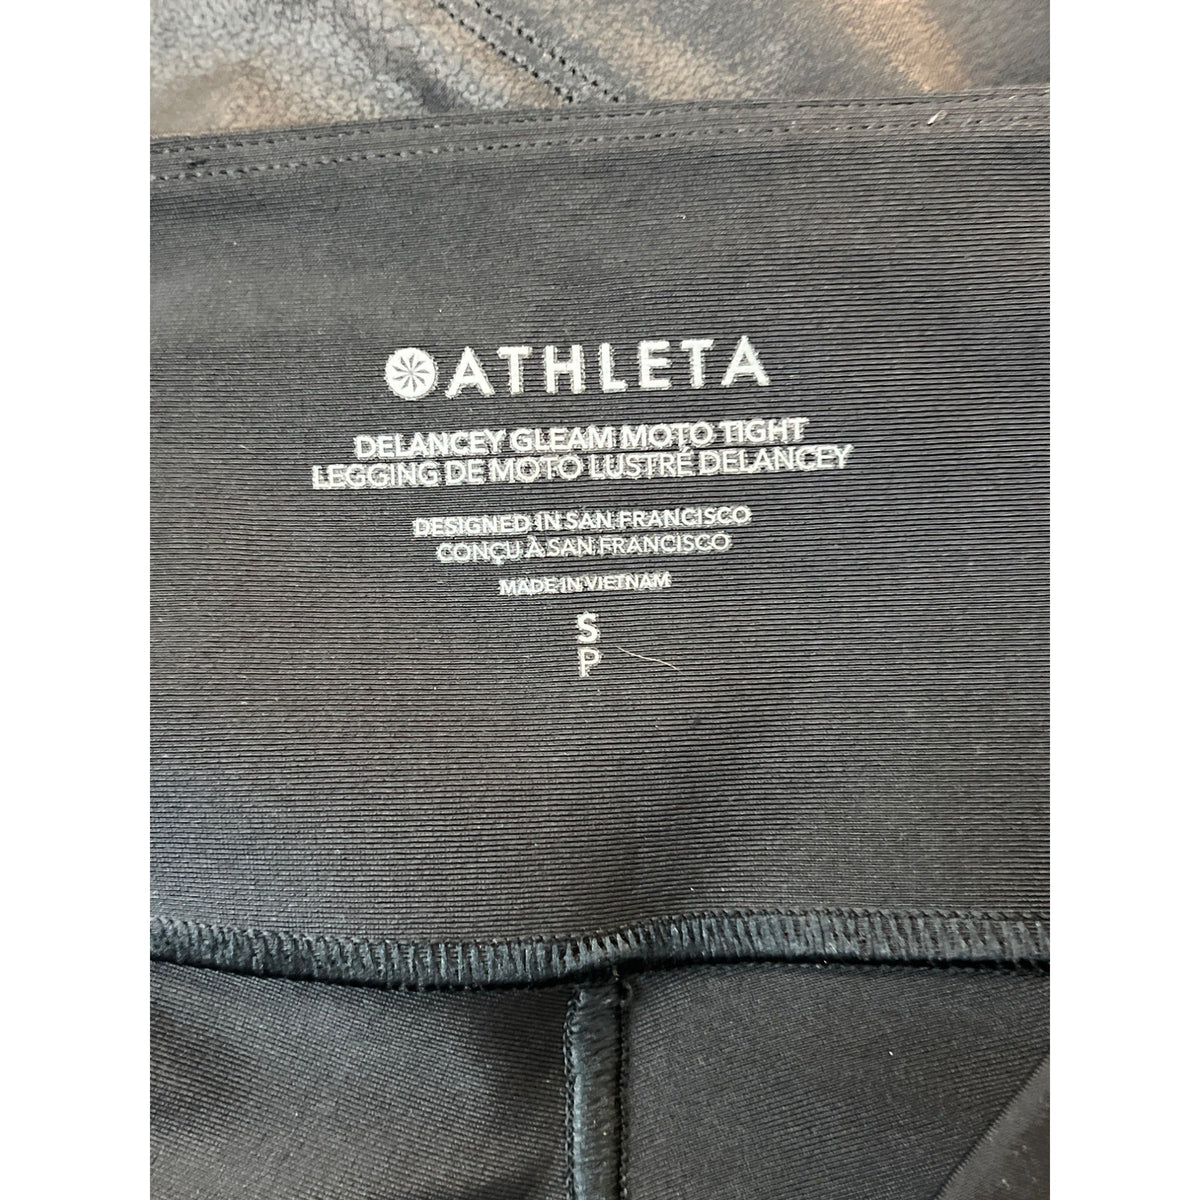 ATHLETA
DELANCEY GLEAM MOTO TIGHT
LEGGING DE MOTO LUSTRÉ DELANCEY
DESIGNED IN SAN FRANCISCO
CONÇU À SAN FRANCISCO
MADE IN VIETNAM
S
P